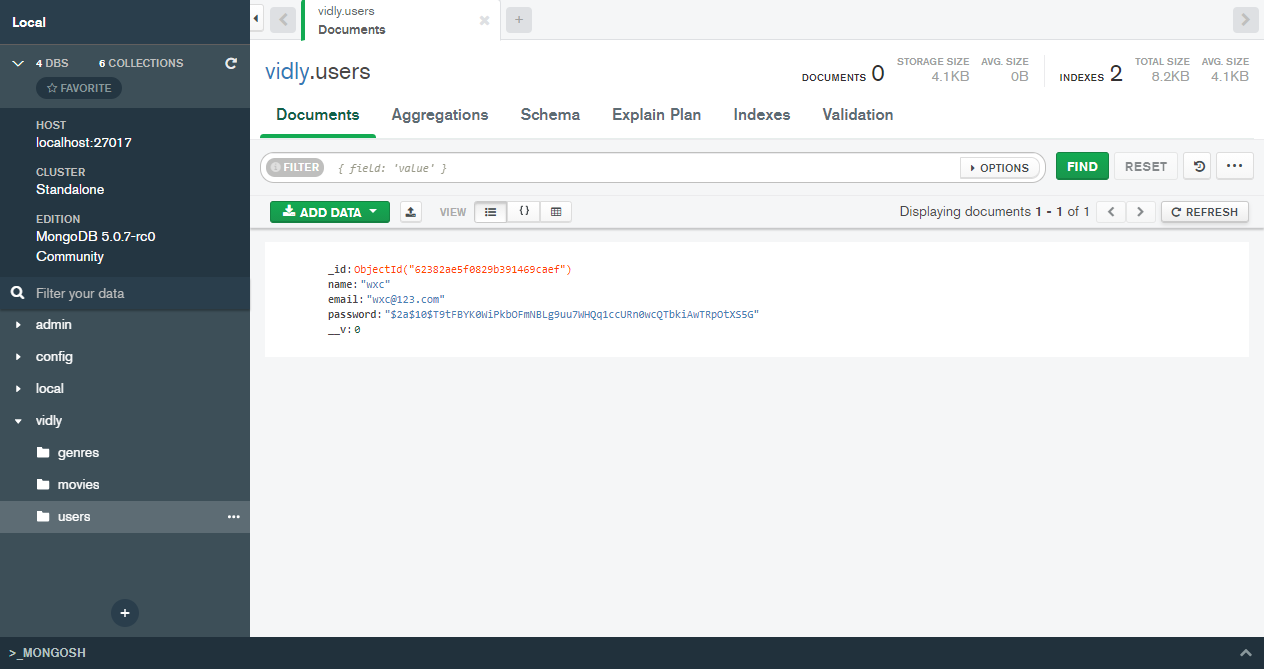 Local
4 DBS 6 COLLECTIONS
FAVORITE
HOST
localhost:27017
CLUSTER
Standalone
EDITION
MongoDB 5.0.7-rc0
Community
Filter your data
admin
config
local
vidly
genres
movies
users
>_MONGOSH
vidly.users
Documents
vidly.users
DOCUMENTS 0
STORAGE SIZE
4.1KB
AVG. SIZE
0B
INDEXES 2
TOTAL SIZE
8.2KB
AVG. SIZE
4.1KB
Documents Aggregations Schema Explain Plan Indexes Validation
FILTER { field: 'value' } OPTIONS FIND RESET
ADD DATA VIEW {} Displaying documents 1 - 1 of 1 REFRESH
_id: ObjectId("62382ae5f0829b391469caef")
name: "wxc"
email: "wxc@123.com"
password: "$2a$10$T9tFBYK0WiPkbOFmNBLg9uu7WHQq1ccURn0wcQTbkiAwTRpOtXS5G"
__v: 0